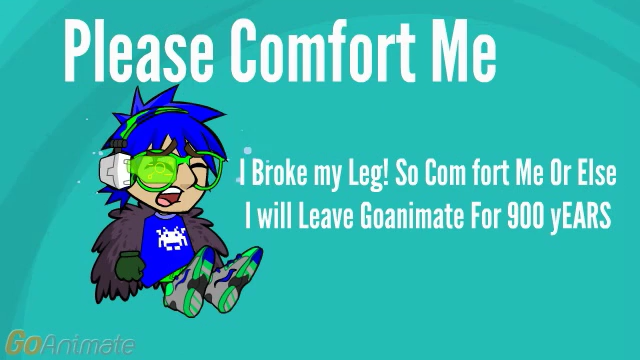 Please Comfort Me
I Broke my Leg! So Com fort Me Or Else
I will Leave Goanimate For 900 yEARS
GoAnimate